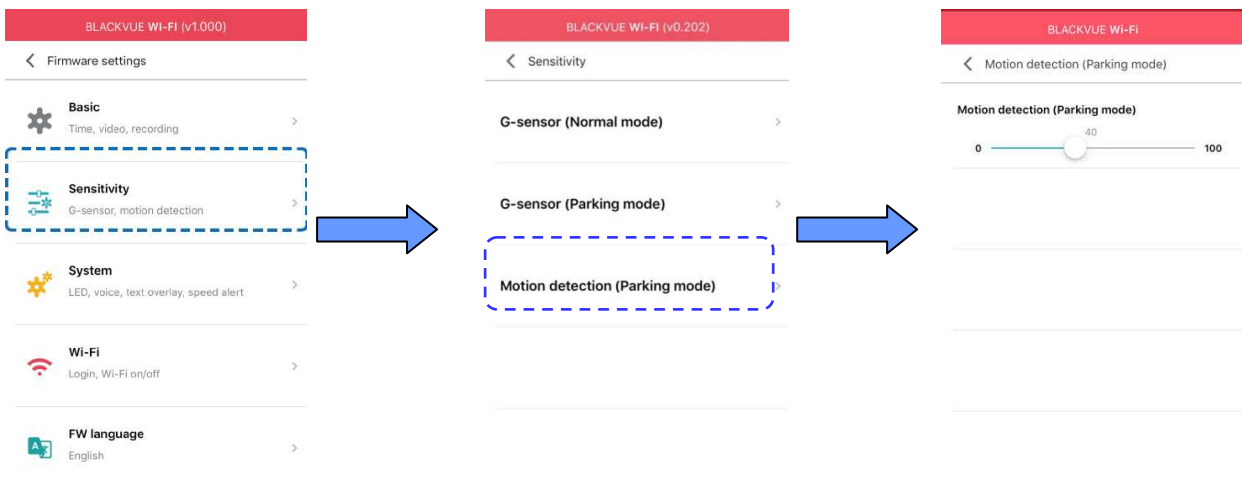 BLACKVUE WI-FI (v1.000)
Firmware settings
Basic
Time, video, recording
Sensitivity
G-sensor, motion detection
System
LED, voice, text overlay, speed alert
Wi-Fi
Login, Wi-Fi on/off
FW language
English
BLACKVUE WI-FI (v0.202)
Sensitivity
G-sensor (Normal mode)
G-sensor (Parking mode)
Motion detection (Parking mode)
BLACKVUE Wi-Fi
Motion detection (Parking mode)
Motion detection (Parking mode)
40
0 100